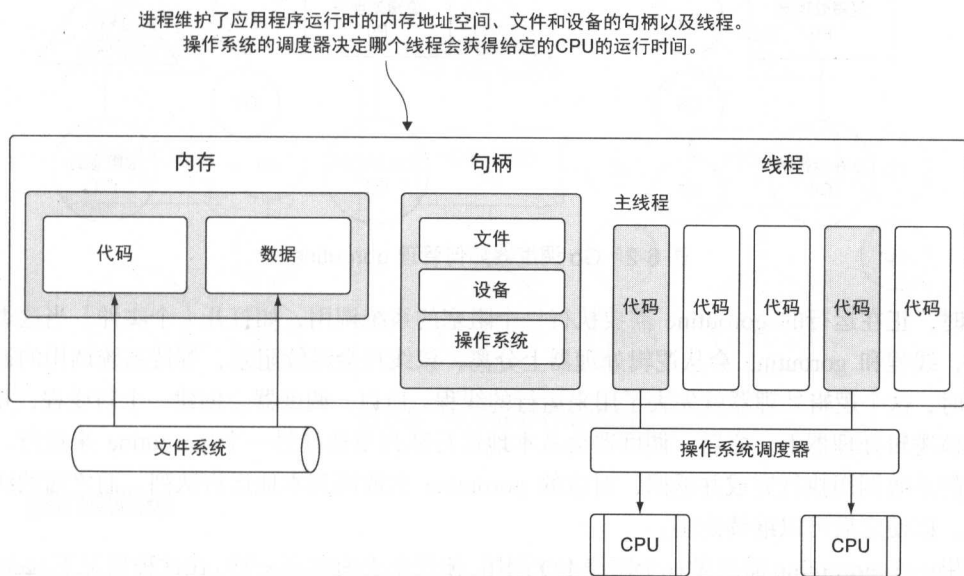 进程维护了应用程序运行时的内存地址空间、文件和设备的句柄以及线程。
操作系统的调度器决定哪个线程会获得给定的CPU的运行时间。
内存
句柄
线程
代码
数据
文件
设备
操作系统
主线程
代码
代码
代码
代码
代码
文件系统
操作系统调度器
CPU
CPU